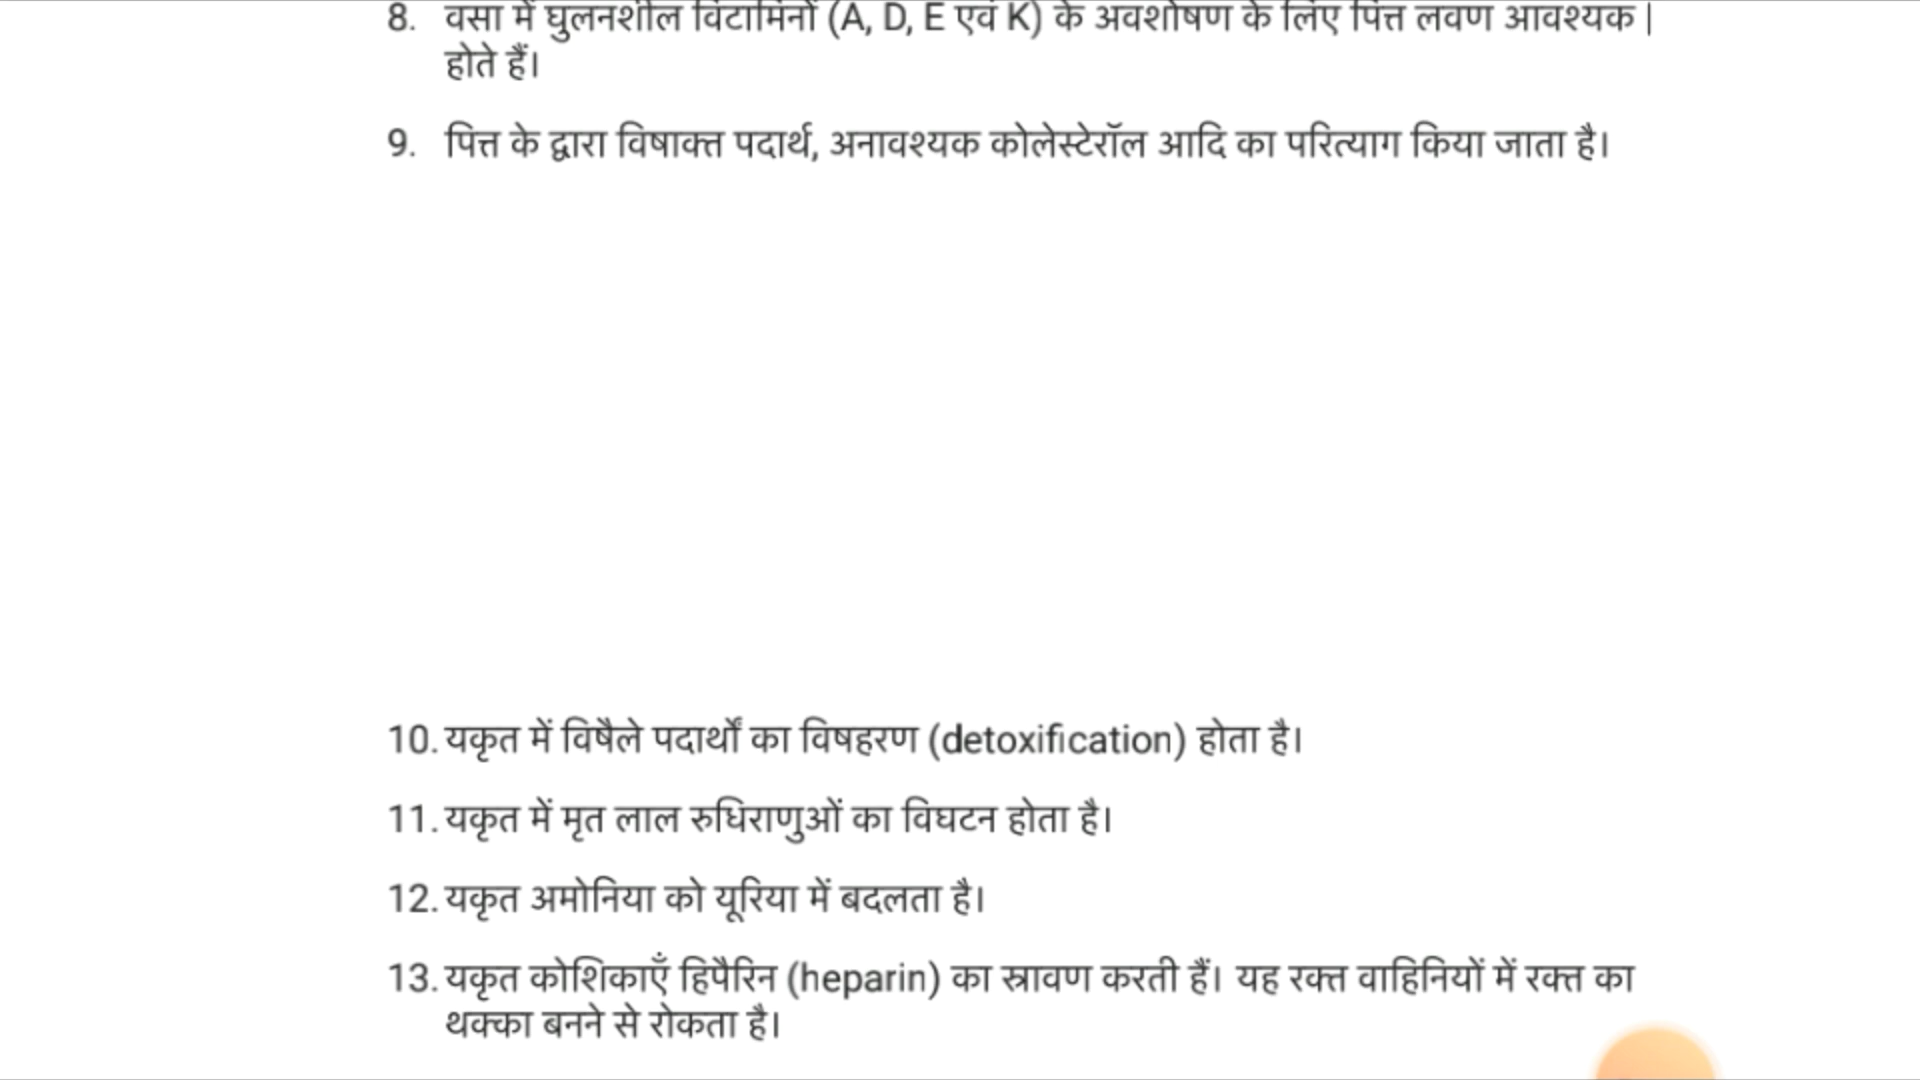 8. वसा में घुलनशील विटामिनों (A, D, E एवं K) के अवशोषण के लिए पित्त लवण आवश्यक |
होते हैं।
9. पित्त के द्वारा विषाक्त पदार्थ, अनावश्यक कोलेस्टेरॉल आदि का परित्याग किया जाता है।
10. यकृत में विषैले पदार्थों का विषहरण (detoxification) होता है।
11. यकृत में मृत लाल रुधिराणुओं का विघटन होता है।
12. यकृत अमोनिया को यूरिया में बदलता है।
13. यकृत कोशिकाएँ हिपैरिन (heparin) का स्रावण करती हैं। यह रक्त वाहिनियों में रक्त का
थक्का बनने से रोकता है।